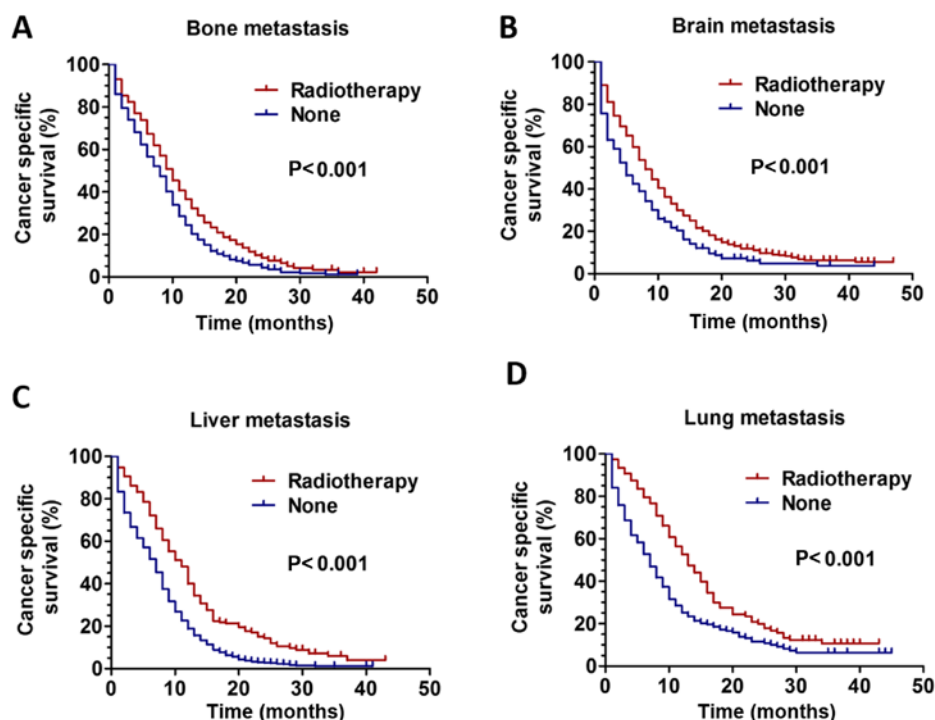 A
Bone metastasis
100
80
60
40
20
0
Cancer specific
survival (%)
Radiotherapy
None
P< 0.001
0 10 20 30 40 50
Time (months)
B
Brain metastasis
100
80
60
40
20
0
Cancer specific
survival (%)
Radiotherapy
None
P< 0.001
0 10 20 30 40 50
Time (months)
C
Liver metastasis
100
80
60
40
20
0
Cancer specific
survival (%)
Radiotherapy
None
P< 0.001
0 10 20 30 40 50
Time (months)
D
Lung metastasis
100
80
60
40
20
0
Cancer specific
survival (%)
Radiotherapy
None
P< 0.001
0 10 20 30 40 50
Time (months)